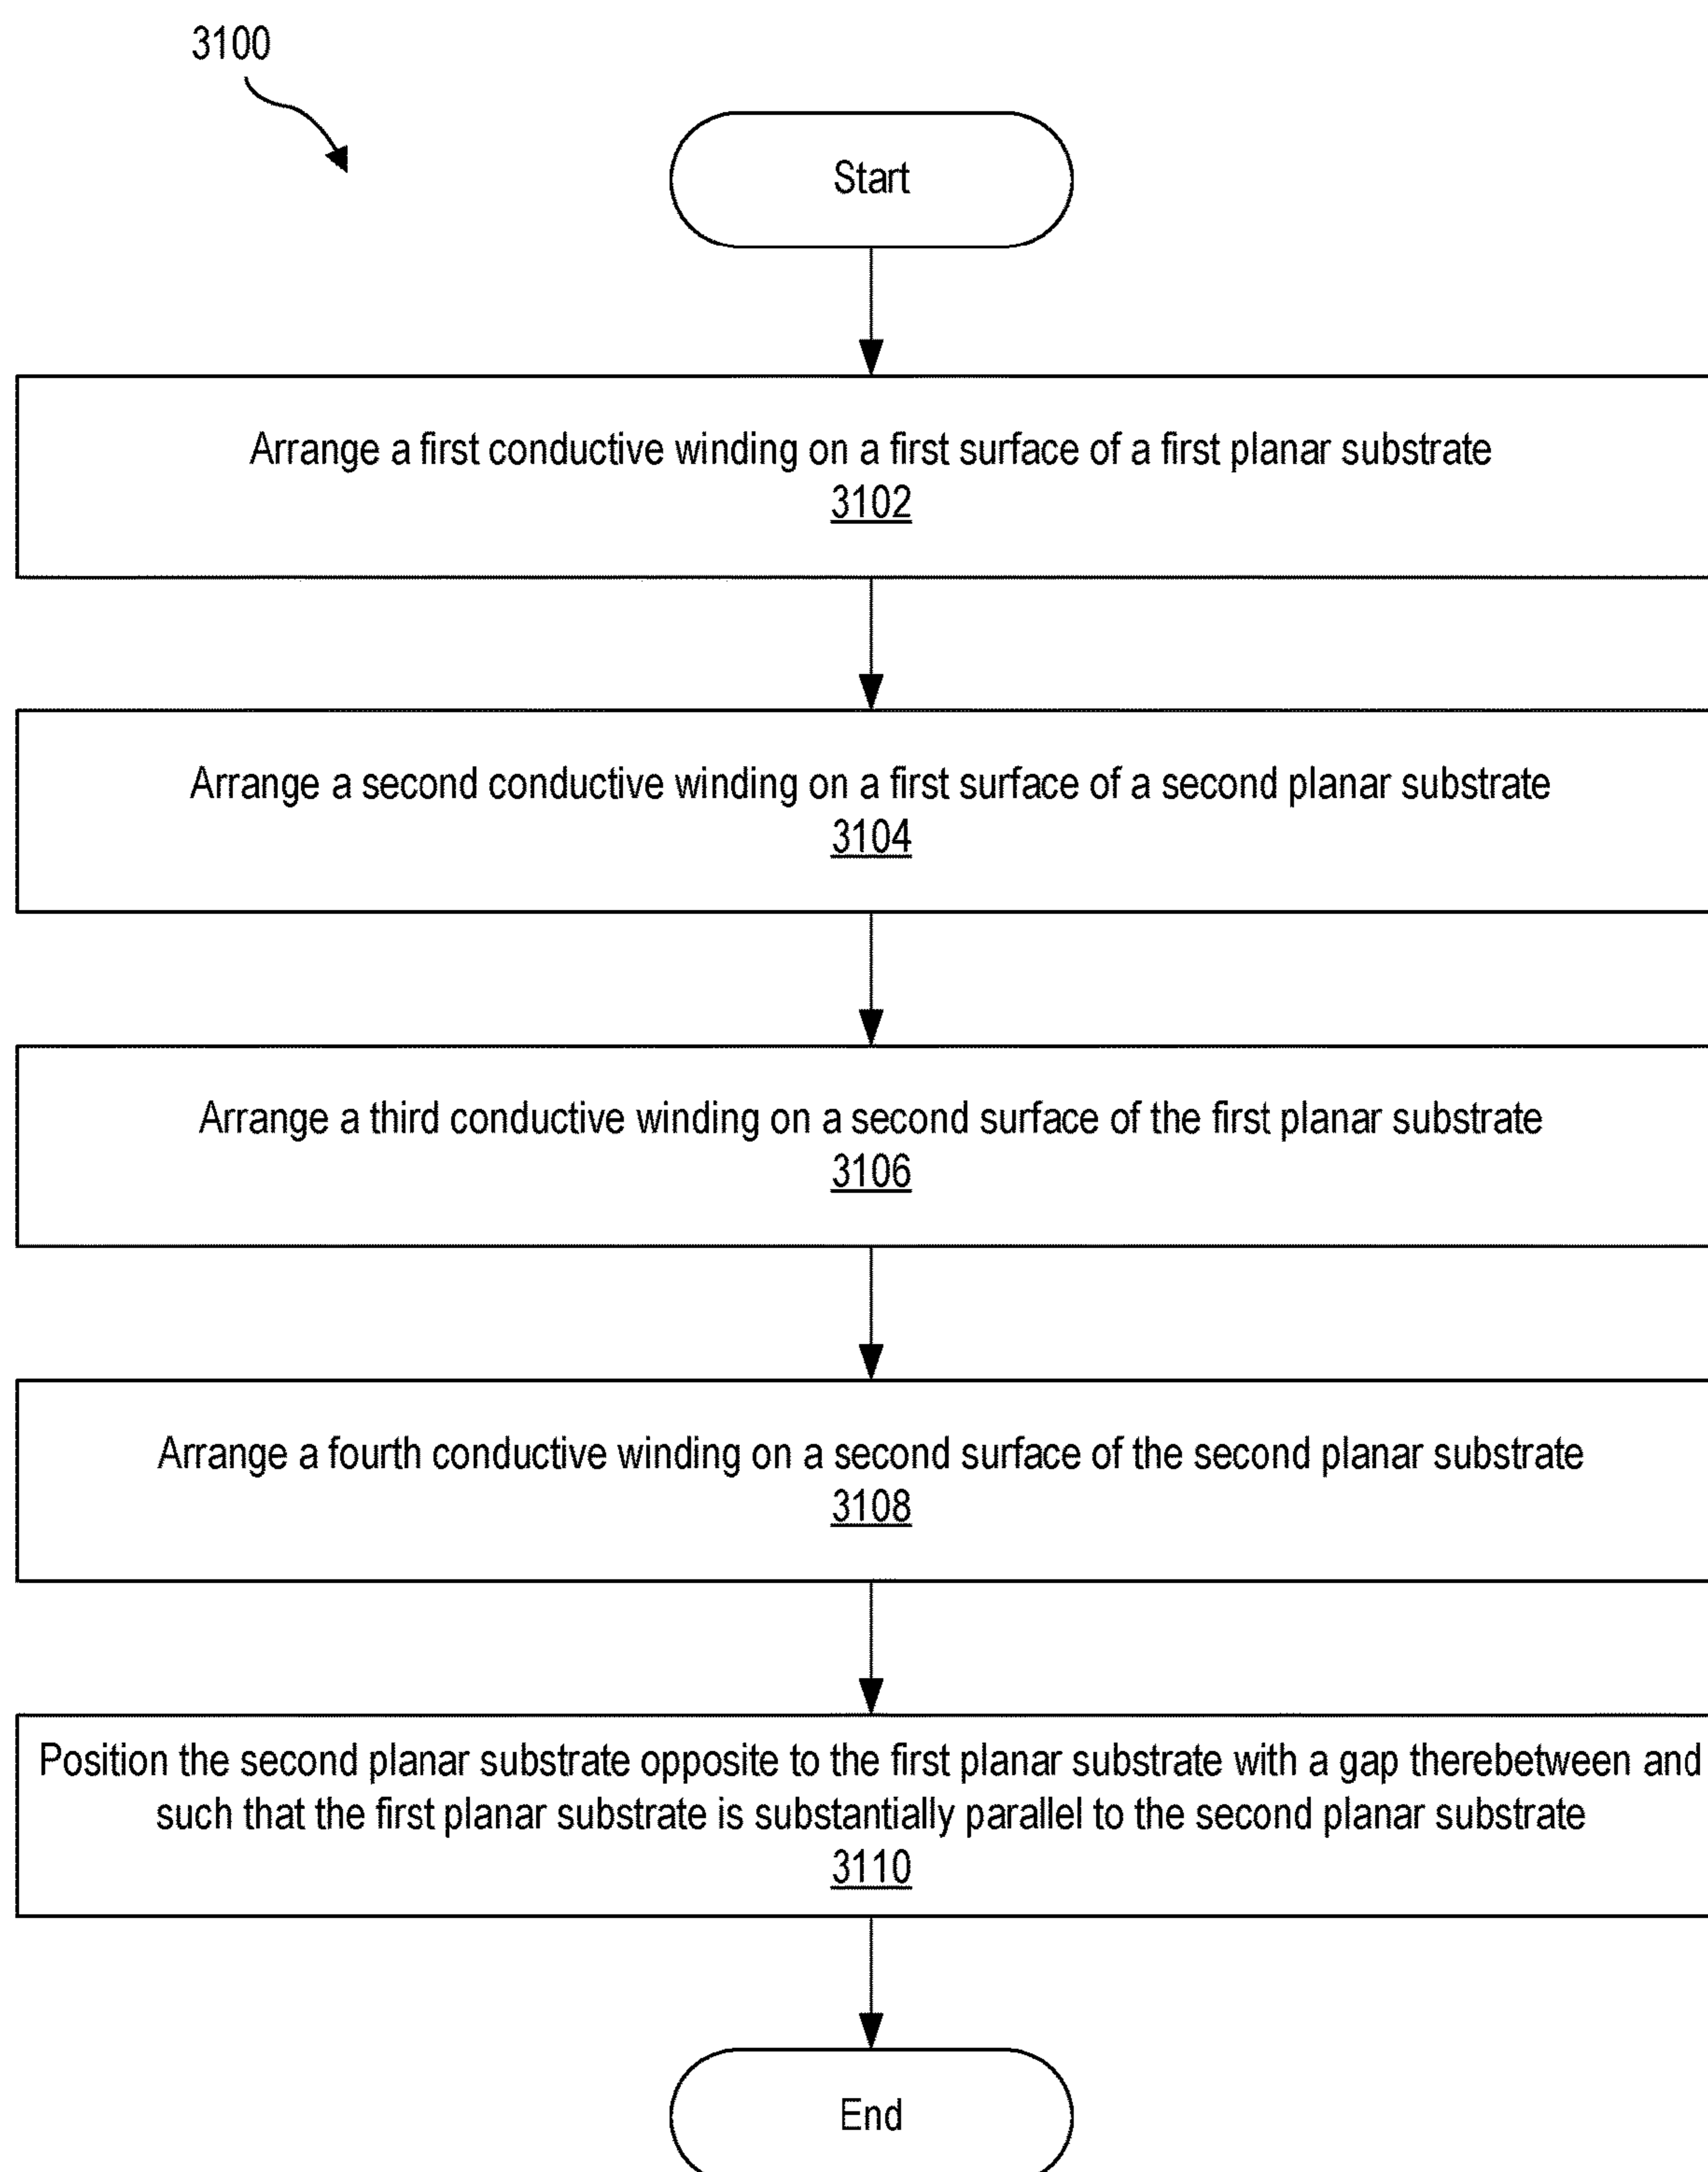 3100
Start
Arrange a first conductive winding on a first surface of a first planar substrate
3102
Arrange a second conductive winding on a first surface of a second planar substrate
3104
Arrange a third conductive winding on a second surface of the first planar substrate
3106
Arrange a fourth conductive winding on a second surface of the second planar substrate
3108
Position the second planar substrate opposite to the first planar substrate with a gap therebetween and
such that the first planar substrate is substantially parallel to the second planar substrate
3110
End